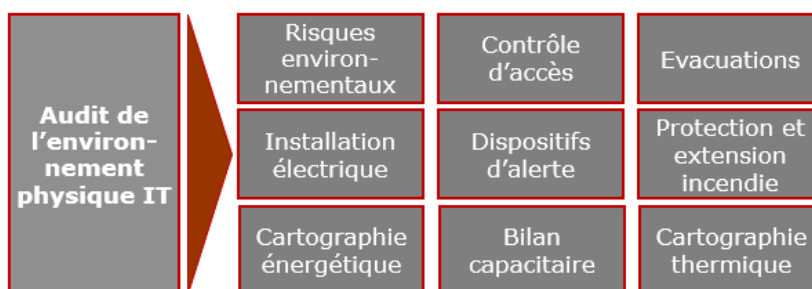 Audit de
l'environ-
nement
physique IT
Risques
environ-
nementaux
Contrôle
d'accès
Evacuations
Installation
électrique
Dispositifs
d'alerte
Protection et
extension
incendie
Cartographie
énergétique
Bilan
capacitaire
Cartographie
thermique